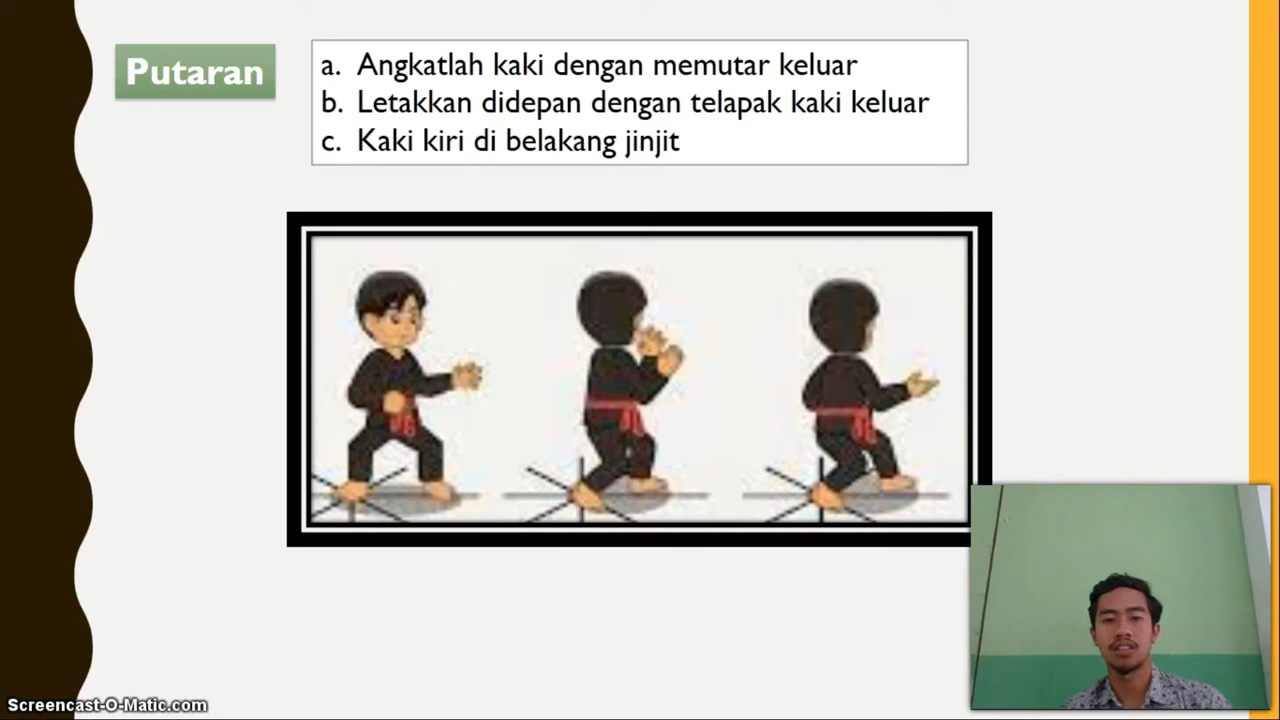 Putaran
a. Angkatlah kaki dengan memutar keluar
b. Letakkan didepan dengan telapak kaki keluar
c. Kaki kiri di belakang jinjit
Screencast-O-Matic.com